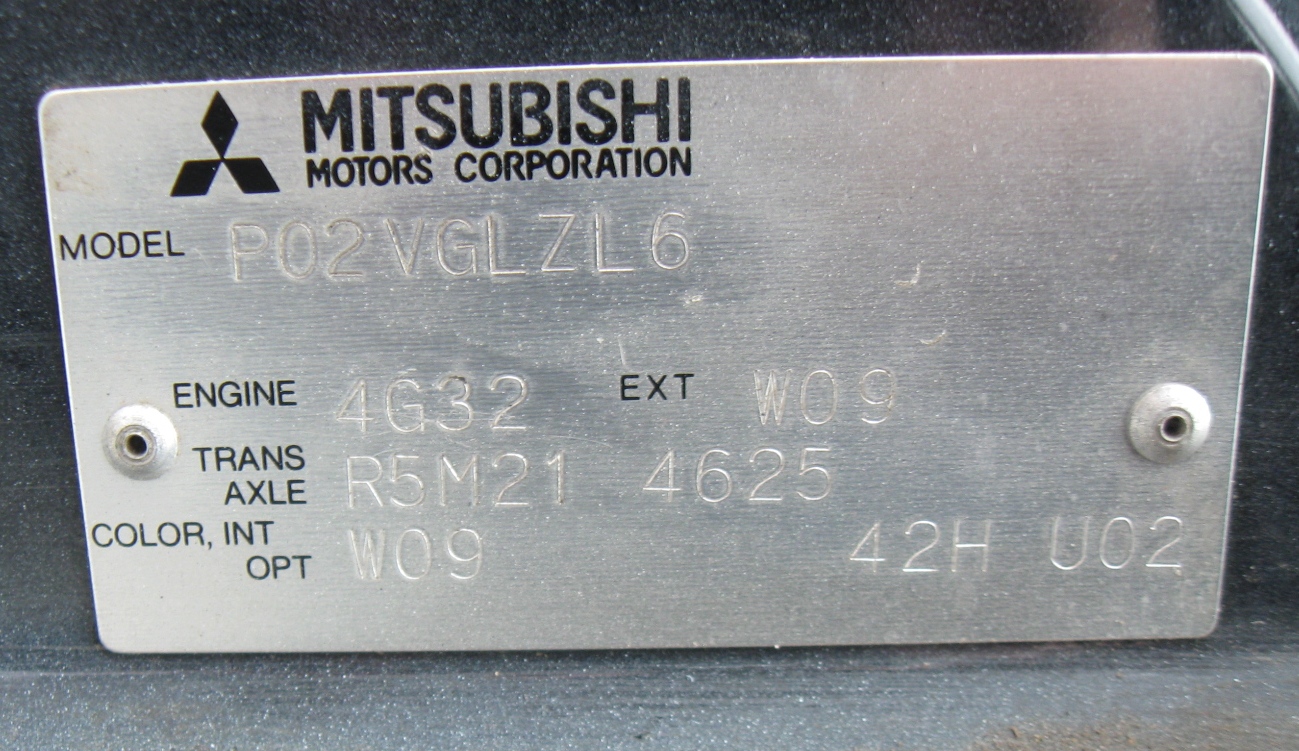 MITSUBISHI
MOTORS CORPORATION
MODEL P02VGLZL6
ENGINE 4G32 EXT W09
TRANS AXLE R5M21 4625
COLOR, INT OPT W09 42H U02